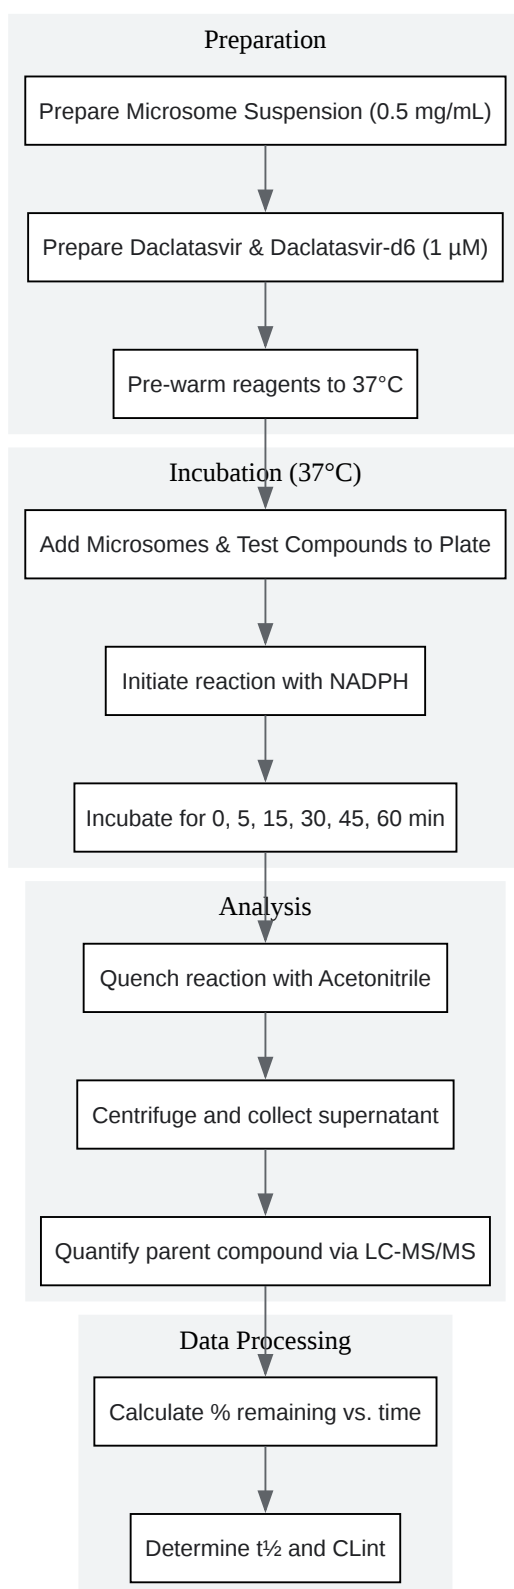 Preparation
Prepare Microsome Suspension (0.5 mg/mL)
Prepare Daclatasvir & Daclatasvir-d6 (1 µM)
Pre-warm reagents to 37°C
Incubation (37°C)
Add Microsomes & Test Compounds to Plate
Initiate reaction with NADPH
Incubate for 0, 5, 15, 30, 45, 60 min
Analysis
Quench reaction with Acetonitrile
Centrifuge and collect supernatant
Quantify parent compound via LC-MS/MS
Data Processing
Calculate % remaining vs. time
Determine t½ and CLint